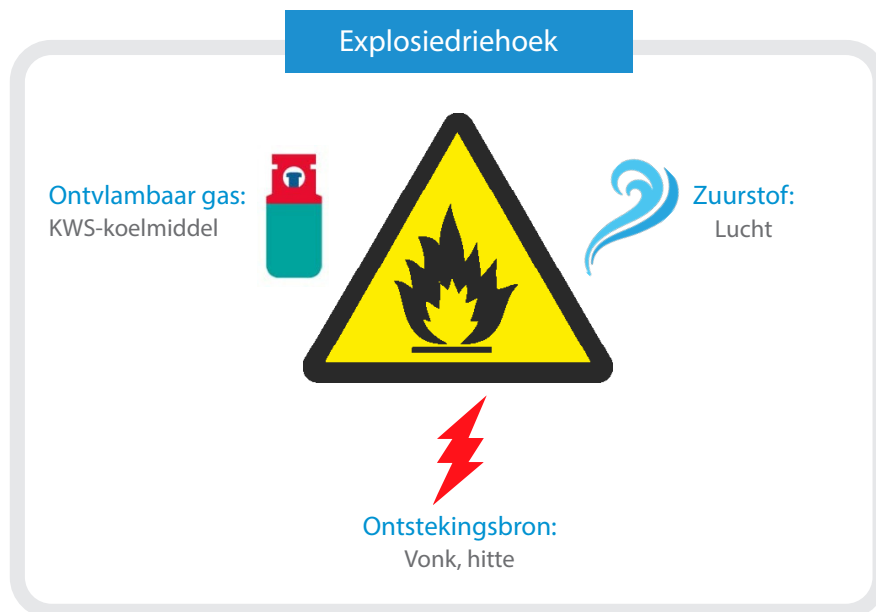 Explosiedriehoek
Ontvlambaar gas:
KWS-koelmiddel
Zuurstof:
Lucht
Ontstekingsbron:
Vonk, hitte